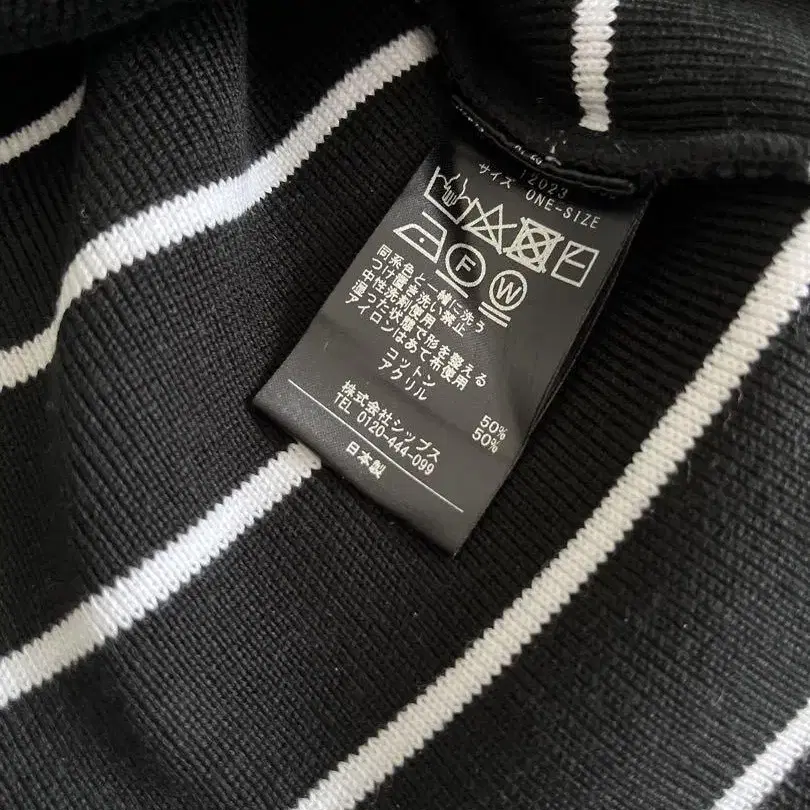 12023
サイズ ONE-SIZE
F W
同系色と一緒に洗う
つけ置き洗い禁止
中性洗剤使用
湿った状態で形を整える
アイロンはあて布使用
コットン 50%
アクリル 50%
株式会社シップス
TEL 0120-444-099
日本製